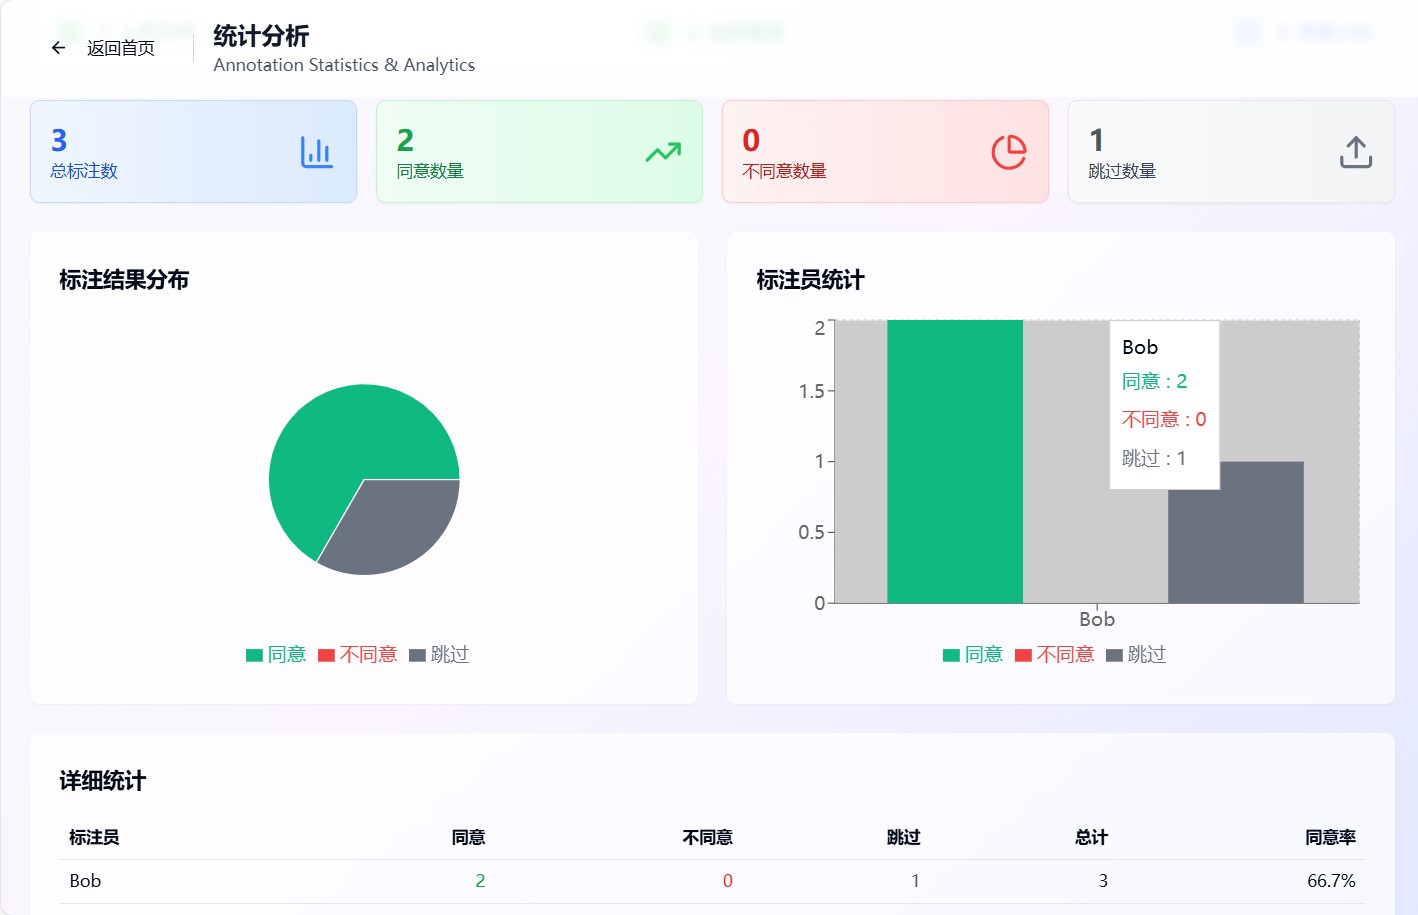 返回首页
统计分析
Annotation Statistics & Analytics
3
总标注数
2
同意数量
0
不同意数量
1
跳过数量
标注结果分布
同意 不同意 跳过
标注员统计
2
1.5
1
0.5
0
Bob
同意 : 2
不同意 : 0
跳过 : 1
Bob
同意 不同意 跳过
详细统计
标注员 同意 不同意 跳过 总计 同意率
Bob 2 0 1 3 66.7%